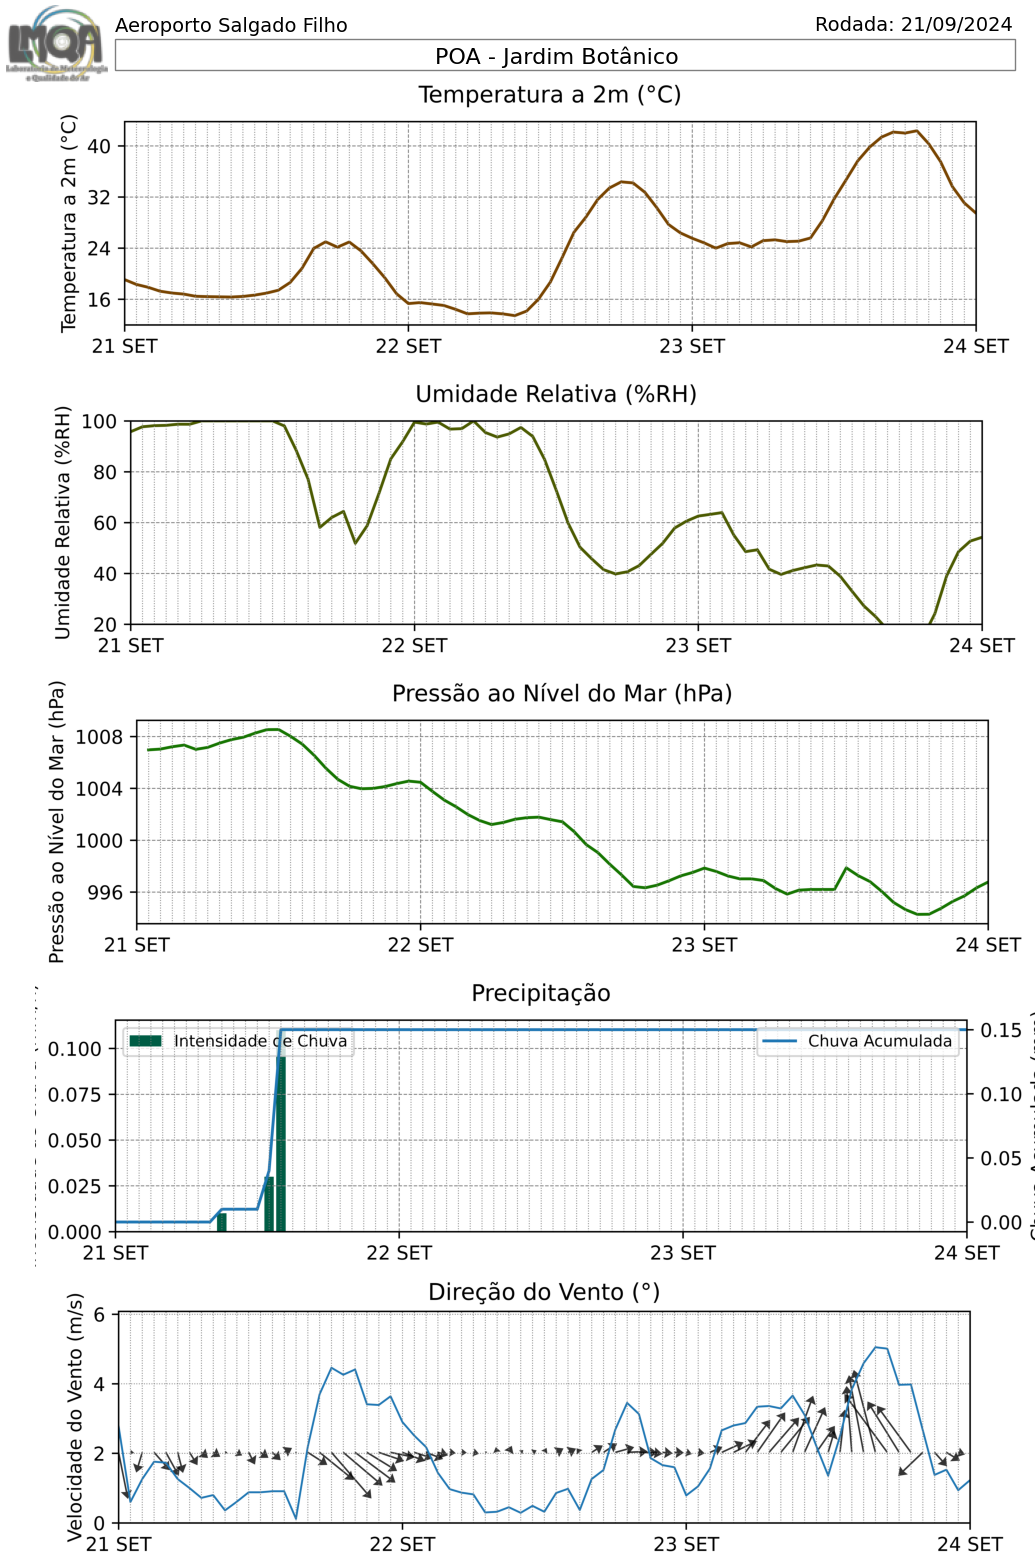 LMQA
Laboratório de Meteorologia
e Qualidade do Ar
Aeroporto Salgado Filho
Rodada: 21/09/2024
POA - Jardim Botânico
Temperatura a 2m (°C)
Temperatura a 2m (°C)
40
32
24
16
21 SET 22 SET 23 SET 24 SET
Umidade Relativa (%RH)
Umidade Relativa (%RH)
100
80
60
40
20
21 SET 22 SET 23 SET 24 SET
Pressão ao Nível do Mar (hPa)
Pressão ao Nível do Mar (hPa)
1008
1004
1000
996
21 SET 22 SET 23 SET 24 SET
Precipitação
Intensidade de Chuva
Chuva Acumulada
0.100
0.075
0.050
0.025
0.000
0.15
0.10
0.05
0.00
21 SET 22 SET 23 SET 24 SET
Direção do Vento (°)
Velocidade do Vento (m/s)
6
4
2
0
21 SET 22 SET 23 SET 24 SET